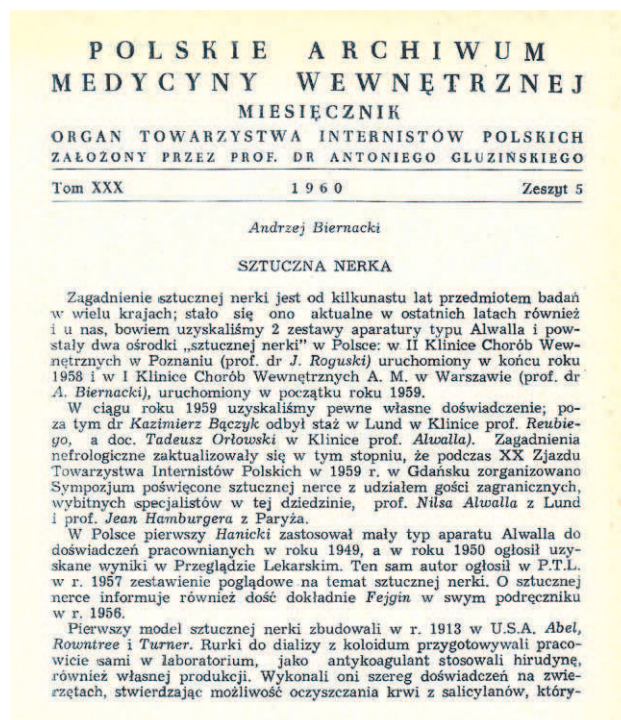 POLSKIE ARCHIWUM
MEDYCYNY WEWNĘTRZNEJ
MIESIĘCZNIK
ORGAN TOWARZYSTWA INTERNISTÓW POLSKICH
ZAŁOŻONY PRZEZ PROF. DR ANTONIEGO GLUZIŃSKIEGO
Tom XXX 1960 Zeszyt 5
Andrzej Biernacki
SZTUCZNA NERKA
Zagadnienie sztucznej nerki jest od kilkunastu lat przedmiotem badań
w wielu krajach; stało się ono aktualne w ostatnich latach również
i u nas, bowiem uzyskaliśmy 2 zestawy aparatury typu Alwalla i pow-
stały dwa ośrodki „sztucznej nerki" w Polsce: w II Klinice Chorób Wew-
nętrznych w Poznaniu (prof. dr J. Roguski) uruchomiony w końcu roku
1958 i w I Klinice Chorób Wewnętrznych A. M. w Warszawie (prof. dr
A. Biernacki), uruchomiony w początku roku 1959.
W ciągu roku 1959 uzyskaliśmy pewne własne doświadczenie; po-
za tym dr Kazimierz Bączyk odbył staż w Lund w Klinice prof. Reubie-
go, a doc. Tadeusz Orłowski w Klinice prof. Alwalla). Zagadnienia
nefrologiczne zaktualizowały się w tym stopniu, że podczas XX Zjazdu
Towarzystwa Internistów Polskich w 1959 r. w Gdańsku zorganizowano
Sympozjum poświęcone sztucznej nerce z udziałem gości zagranicznych,
wybitnych specjalistów w tej dziedzinie, prof. Nilsa Alwalla z Lund
i prof. Jean Hamburgera z Paryża.
W Polsce pierwszy Hanicki zastosował mały typ aparatu Alwalla do
doświadczeń pracownianych w roku 1949, a w roku 1950 ogłosił uzy-
skane wyniki w Przeglądzie Lekarskim. Ten sam autor ogłosił w P.T.L.
w r. 1957 zestawienie poglądowe na temat sztucznej nerki. O sztucznej
nerce informuje również dość dokładnie Fejgin w swym podręczniku
w r. 1956.
Pierwszy model sztucznej nerki zbudowali w r. 1913 w U.S.A. Abel,
Rowntree i Turner. Rurki do dializy z koloidum przygotowywali praco-
wicie sami w laboratorium, jako antykoagulant stosowali hirudynę,
również własnej produkcji. Wykonali oni szereg doświadczeń na zwie-
rzętach, stwierdzając możliwość oczyszczania krwi z salicylanów, który-